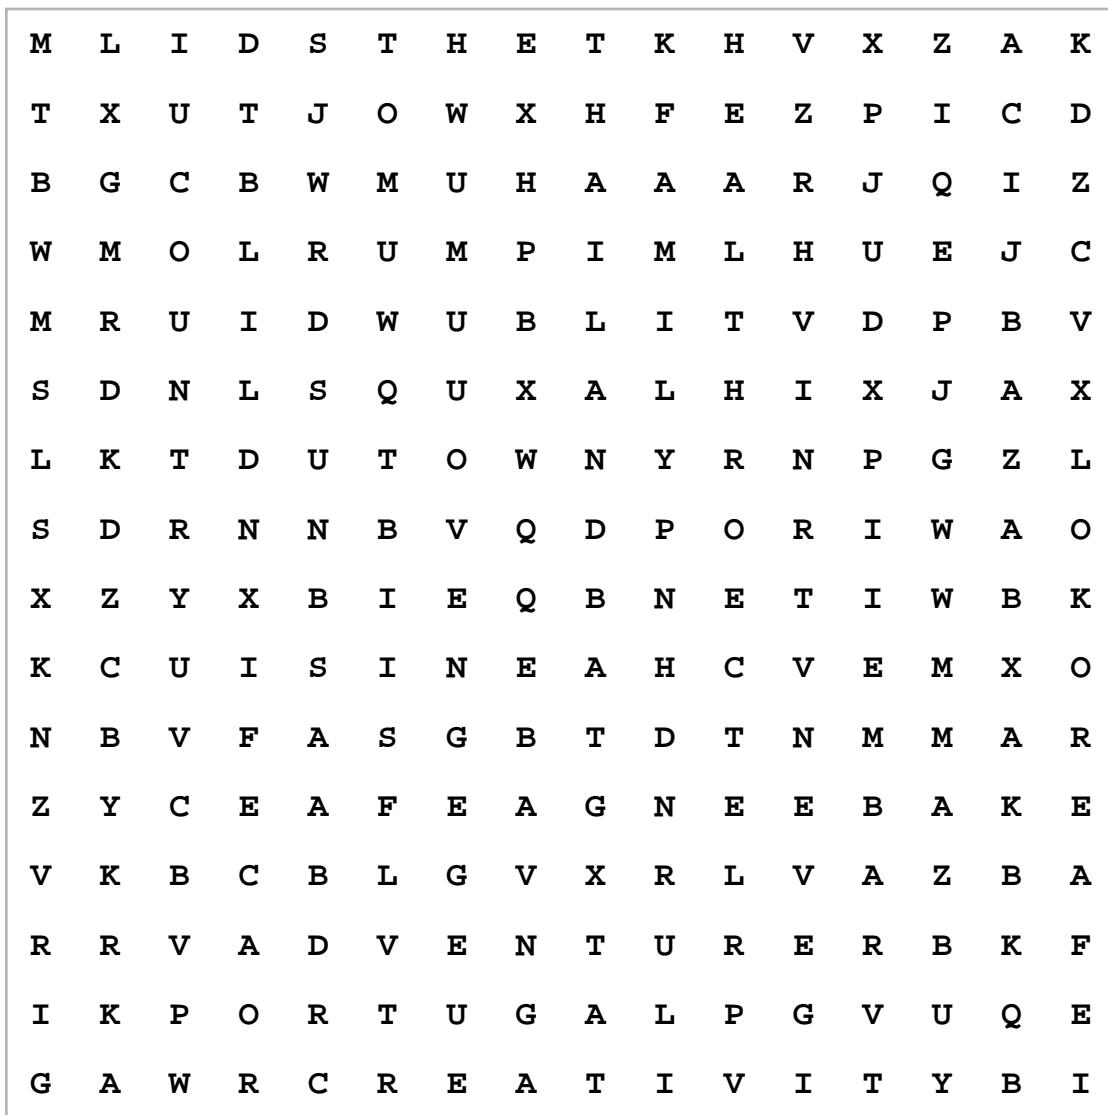 M L I D S T H E T K H V X Z A K
T X U T J O W X H F E Z P I C D
B G C B W M U H A A A R J Q I Z
W M O L R U M P I M L H U E J C
M R U I D W U B L I T V D P B V
S D N L S Q U X A L H I X J A X
L K T D U T O W N Y R N P G Z L
S D R N N B V Q D P O R I W A O
X Z Y X B I E Q B N E T I W B K
K C U I S I N E A H C V E M X O
N B V F A S G B T D T N M M A R
Z Y C E A F E A G N E E B A K E
V K B C B L G V X R L V A Z B A
R R V A D V E N T U R E R B K F
I K P O R T U G A L P G V U Q E
G A W R C R E A T I V I T Y B I